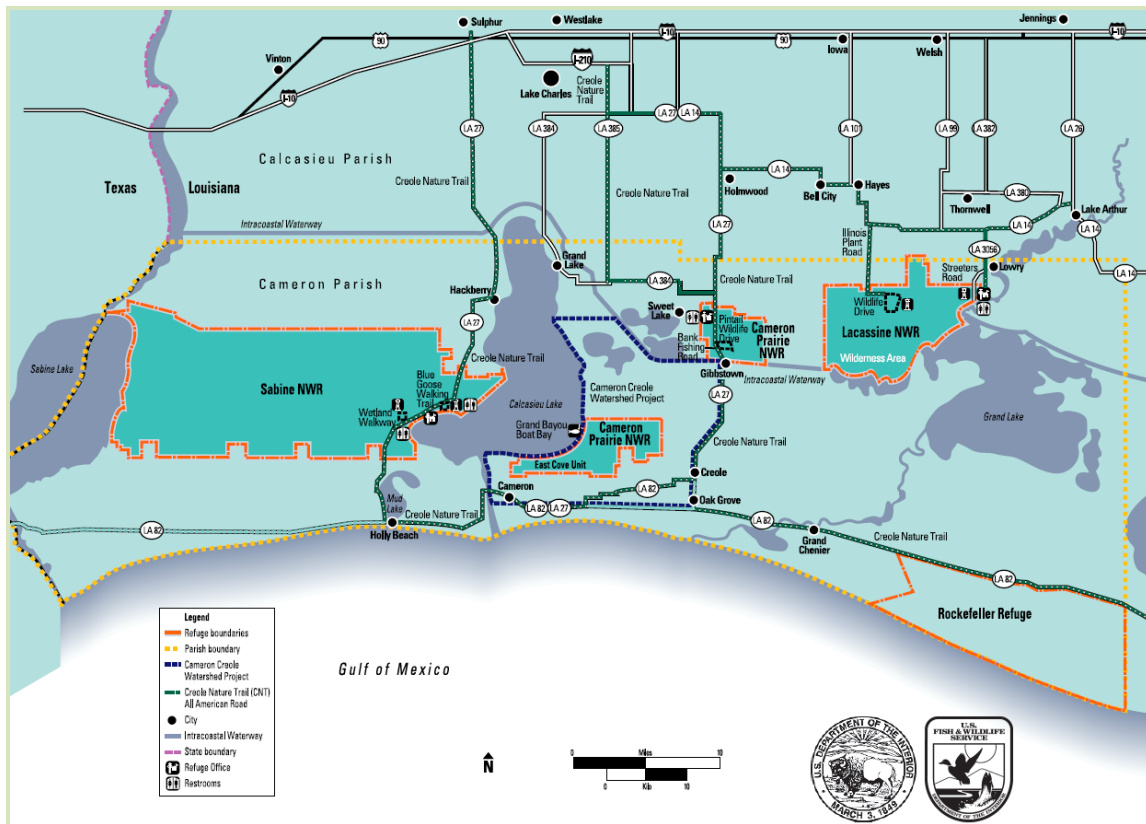 Sulphur
Westlake
Jennings
I-10
I-10
90
90
Iowa
Welsh
Vinton
I-210
I-10
Lake Charles
Creole
Nature
Trail
LA 27
LA 384
LA 385
LA 27
LA 14
LA 101
LA 99
LA 382
LA 26
Calcasieu Parish
Texas
Louisiana
Creole Nature Trail
Creole Nature Trail
LA 14
Holmwood
Bell City
Hayes
LA 380
Thornwell
Lake Arthur
LA 27
LA 14
LA 14
LA 14
Intracoastal Waterway
Illinois
Plant
Road
LA 3056
Grand
Lake
Cameron Parish
Creole Nature Trail
Streeters
Road
Lowry
LA 384
Hackberry
Wildlife
Drive
Sweet
Lake
Pintail
Wildlife
Drive
Cameron
Prairie
NWR
Lacassine NWR
LA 27
Bank
Fishing
Road
Wilderness Area
Creole Nature Trail
Gibbstown
Intracoastal Waterway
Sabine Lake
Sabine NWR
Blue
Goose
Walking
Trail
Cameron Creole
Watershed Project
LA 27
Calcasieu Lake
Wetland
Walkway
Grand Bayou
Boat Bay
Cameron
Prairie NWR
Grand Lake
Creole Nature Trail
East Cove Unit
Creole
LA 82
Cameron
Oak Grove
Mud
Lake
LA 82
LA 27
Creole Nature Trail
LA 82
LA 82
Holly Beach
Grand
Chenier
Creole Nature Trail
LA 82
Rockefeller Refuge
Legend
Refuge boundaries
Parish boundary
Cameron Creole
Watershed Project
Creole Nature Trail (CNT)
All American Road
City
Intracoastal Waterway
State boundary
Refuge Office
Restrooms
Gulf of Mexico
N
0 Miles 10
0 Kilo 10
U.S. DEPARTMENT OF THE INTERIOR
MARCH 3, 1849
U.S.
FISH & WILDLIFE
SERVICE
DEPARTMENT OF THE INTERIOR